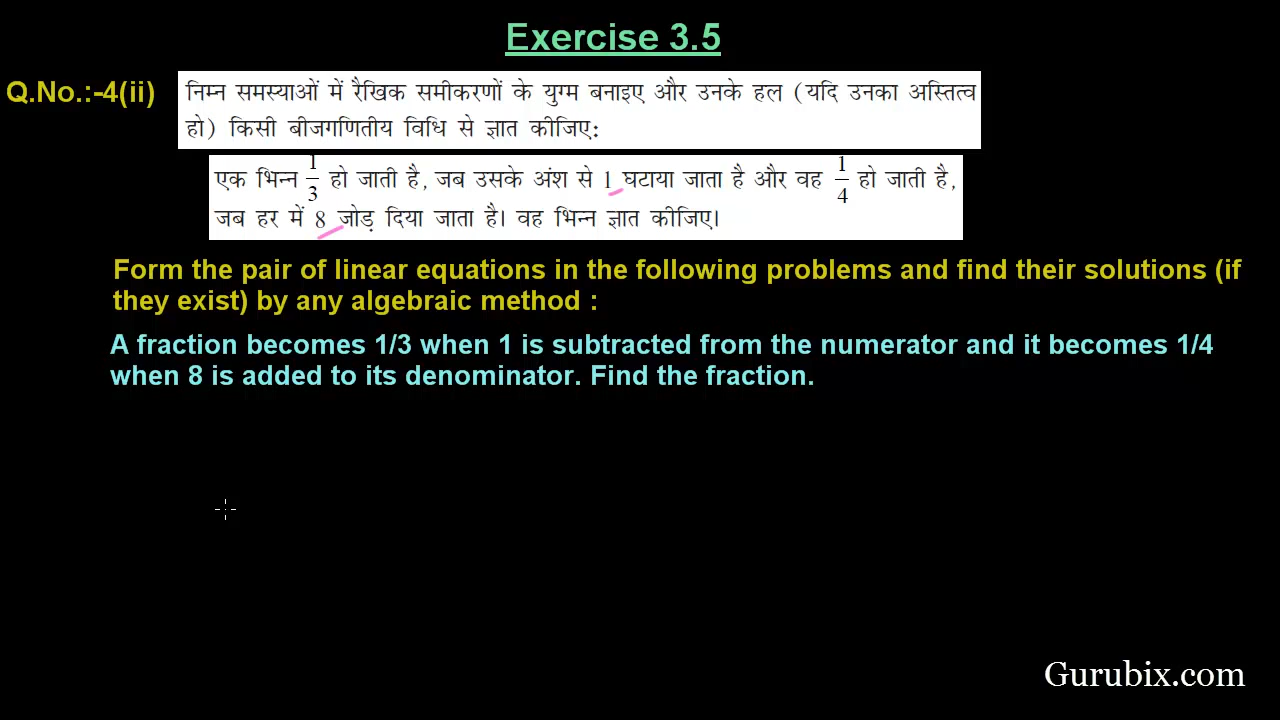 Exercise 3.5
Q.No.:-4(ii)
निम्न समस्याओं में रैखिक समीकरणों के युग्म बनाइए और उनके हल (यदि उनका अस्तित्व
हो) किसी बीजगणितीय विधि से ज्ञात कीजिए:
एक भिन्न 1/3 हो जाती है, जब उसके अंश से 1 घटाया जाता है और वह 1/4 हो जाती है,
जब हर में 8 जोड़ दिया जाता है। वह भिन्न ज्ञात कीजिए।
Form the pair of linear equations in the following problems and find their solutions (if
they exist) by any algebraic method :
A fraction becomes 1/3 when 1 is subtracted from the numerator and it becomes 1/4
when 8 is added to its denominator. Find the fraction.
Gurubix.com